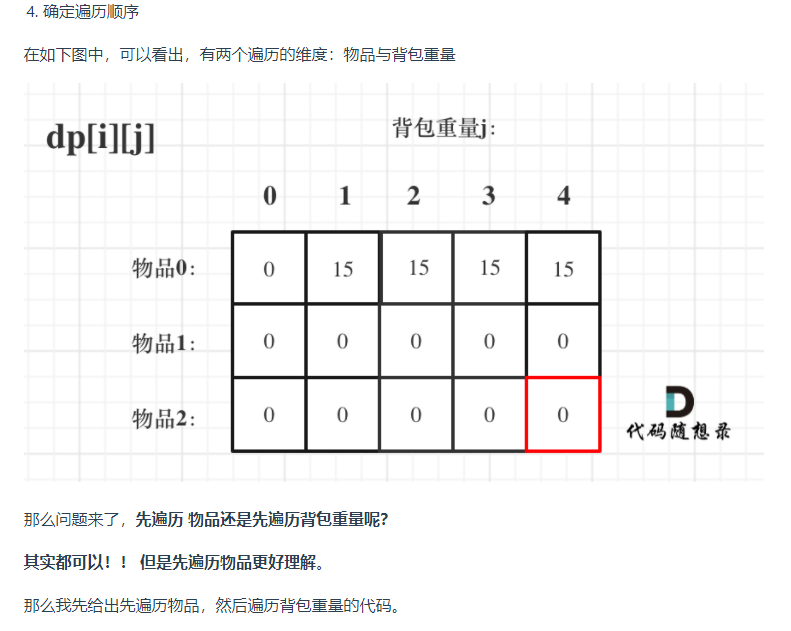 4. 确定遍历顺序
在如下图中，可以看出，有两个遍历的维度：物品与背包重量
dp[i][j]
背包重量j：
0 1 2 3 4
物品0： 0 15 15 15 15
物品1： 0 0 0 0 0
物品2： 0 0 0 0 0
代码随想录
那么问题来了，先遍历 物品还是先遍历背包重量呢？
其实都可以！！ 但是先遍历物品更好理解。
那么我先给出先遍历物品，然后遍历背包重量的代码。